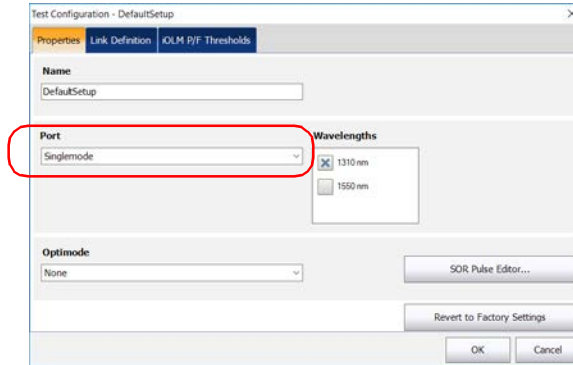 Test Configuration - DefaultSetup
Properties Link Definition iOLM P/F Thresholds
Name
DefaultSetup
Port Wavelengths
Singlemode
1310 nm
1550 nm
Optimode
None
SOR Pulse Editor...
Revert to Factory Settings
OK Cancel